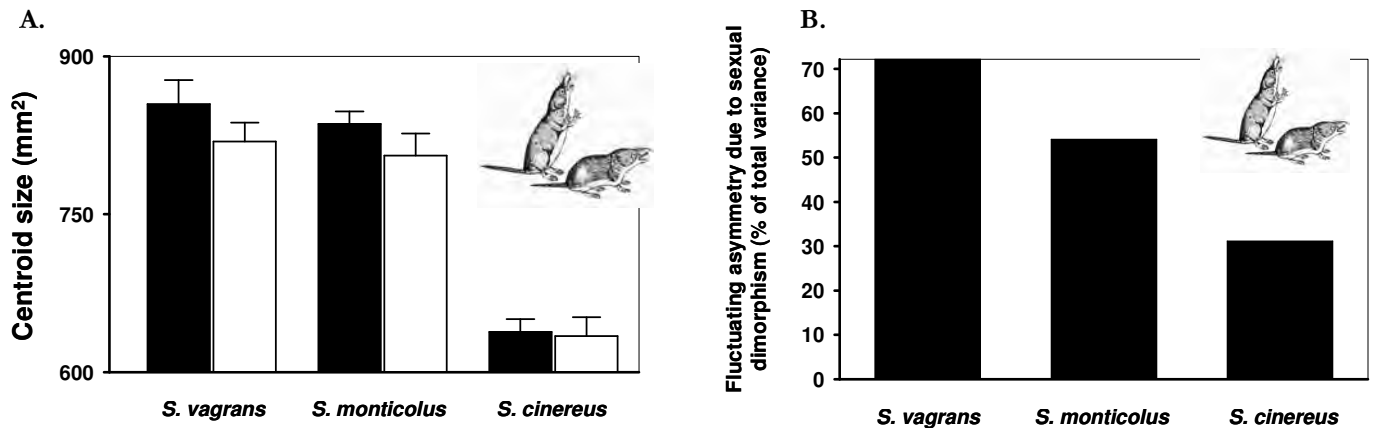 A.
Centroid size (mm²)
900
750
600
S. vagrans
S. monticolus
S. cinereus
B.
Fluctuating asymmetry due to sexual
dimorphism (% of total variance)
70
60
50
40
30
20
10
0
S. vagrans
S. monticolus
S. cinereus